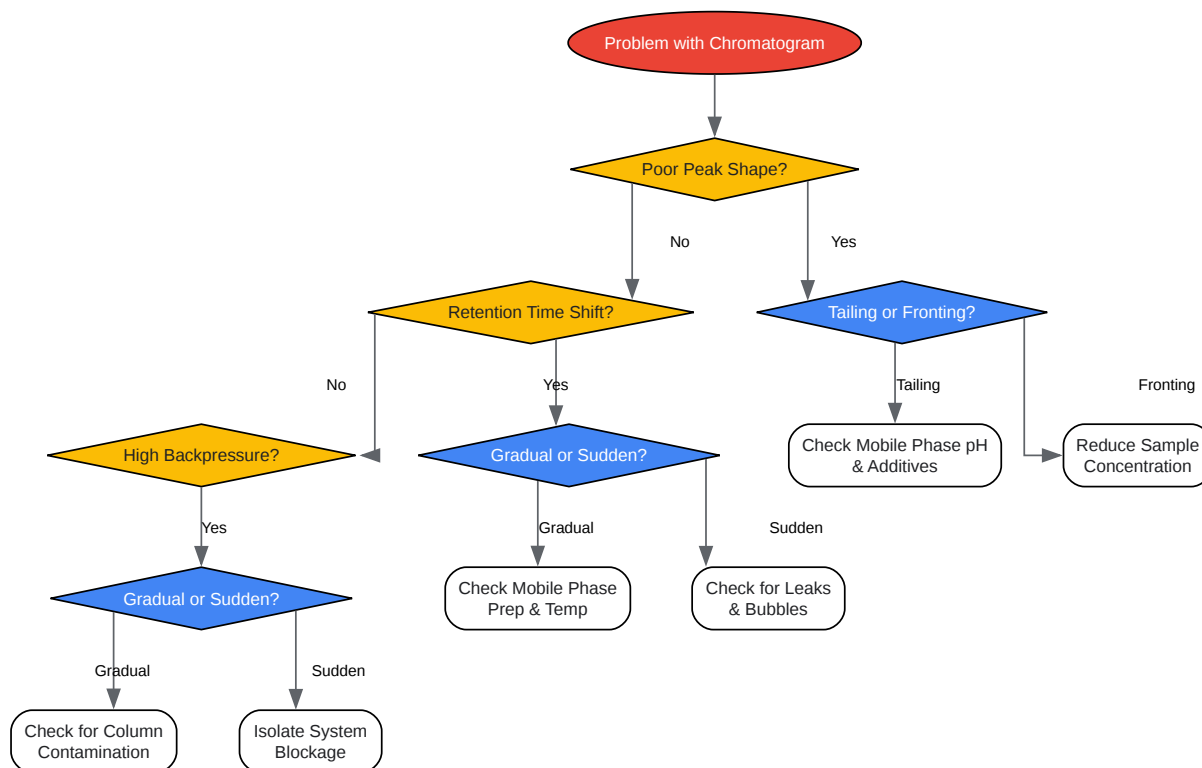 Problem with Chromatogram
Poor Peak Shape?
No
Yes
Retention Time Shift?
Tailing or Fronting?
No
Yes
Tailing
Fronting
High Backpressure?
Gradual or Sudden?
Check Mobile Phase pH
& Additives
Reduce Sample
Concentration
Yes
Gradual
Sudden
Gradual or Sudden?
Check Mobile Phase
Prep & Temp
Check for Leaks
& Bubbles
Gradual
Sudden
Check for Column
Contamination
Isolate System
Blockage